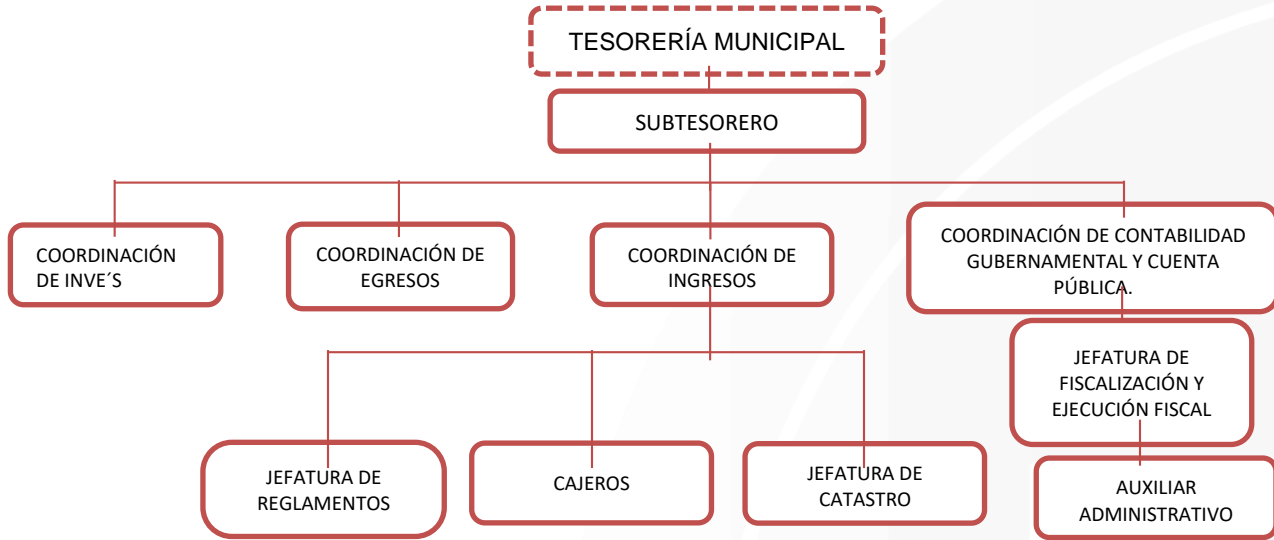 TESORERÍA MUNICIPAL
SUBTESORERO
COORDINACIÓN
DE INVE´S
COORDINACIÓN DE
EGRESOS
COORDINACIÓN DE
INGRESOS
COORDINACIÓN DE CONTABILIDAD
GUBERNAMENTAL Y CUENTA
PÚBLICA.
JEFATURA DE
FISCALIZACIÓN Y
EJECUCIÓN FISCAL
JEFATURA DE
REGLAMENTOS
CAJEROS
JEFATURA DE
CATASTRO
AUXILIAR
ADMINISTRATIVO